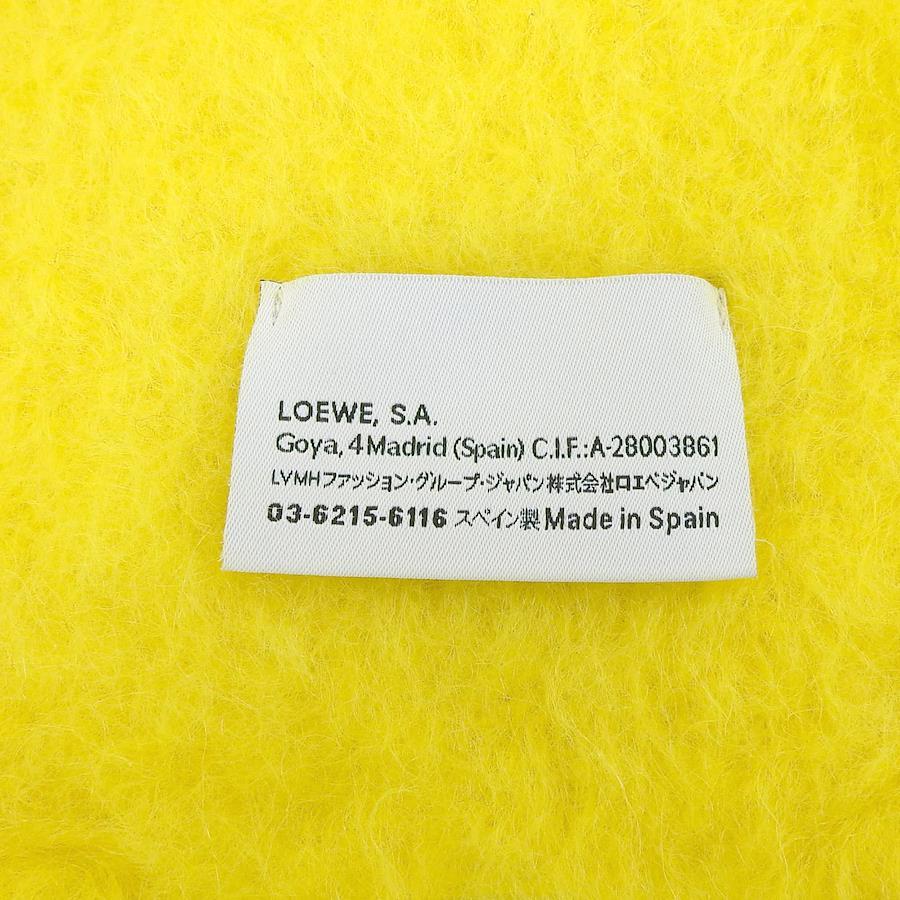 LOEWE, S.A.
Goya, 4 Madrid (Spain) C.I.F.:A-28003861
LVMHファッション・グループ・ジャパン株式会社ロエベジャパン
03-6215-6116 スペイン製 Made in Spain